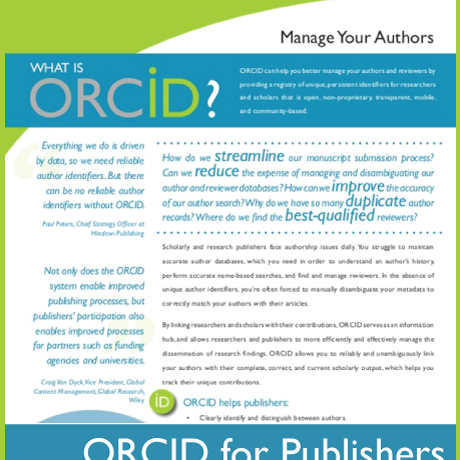 Manage Your Authors
WHAT IS
ORCiD?
ORCID can help you better manage your authors and reviewers by
providing a registry of unique, persistent identifiers for researchers
and scholars that is open, non-proprietary, transparent, mobile,
and community-based.
Everything we do is driven
by data, so we need reliable
author identifiers. But there
can be no reliable author
identifiers without ORCID.
Paul Peters, Chief Strategy Officer at
Hindawi Publishing
Not only does the ORCID
system enable improved
publishing processes, but
publishers' participation also
enables improved processes
for partners such as funding
agencies and universities.
Craig Van Dyck, Vice President, Global
Content Management, Global Research,
Wiley
How do we streamline our manuscript submission process?
Can we reduce the expense of managing and disambiguating our
author and reviewer databases? How can we improve the accuracy
of our author search? Why do we have so many duplicate author
records? Where do we find the best-qualified reviewers?
Scholarly and research publishers face authorship issues daily. You struggle to maintain
accurate author databases, which you need in order to understand an author's history,
perform accurate name-based searches, and find and manage reviewers. In the absence of
unique author identifiers, you're often forced to manually disambiguate your metadata to
correctly match your authors with their articles.
By linking researchers and scholars with their contributions, ORCID serves as an information
hub, and allows researchers and publishers to more efficiently and effectively manage the
dissemination of research findings. ORCID allows you to reliably and unambiguously link
your authors with their complete, correct, and current scholarly output, which helps you
track their unique contributions.
iD ORCID helps publishers:
• Clearly identify and distinguish between authors.
ORCID for Publishers